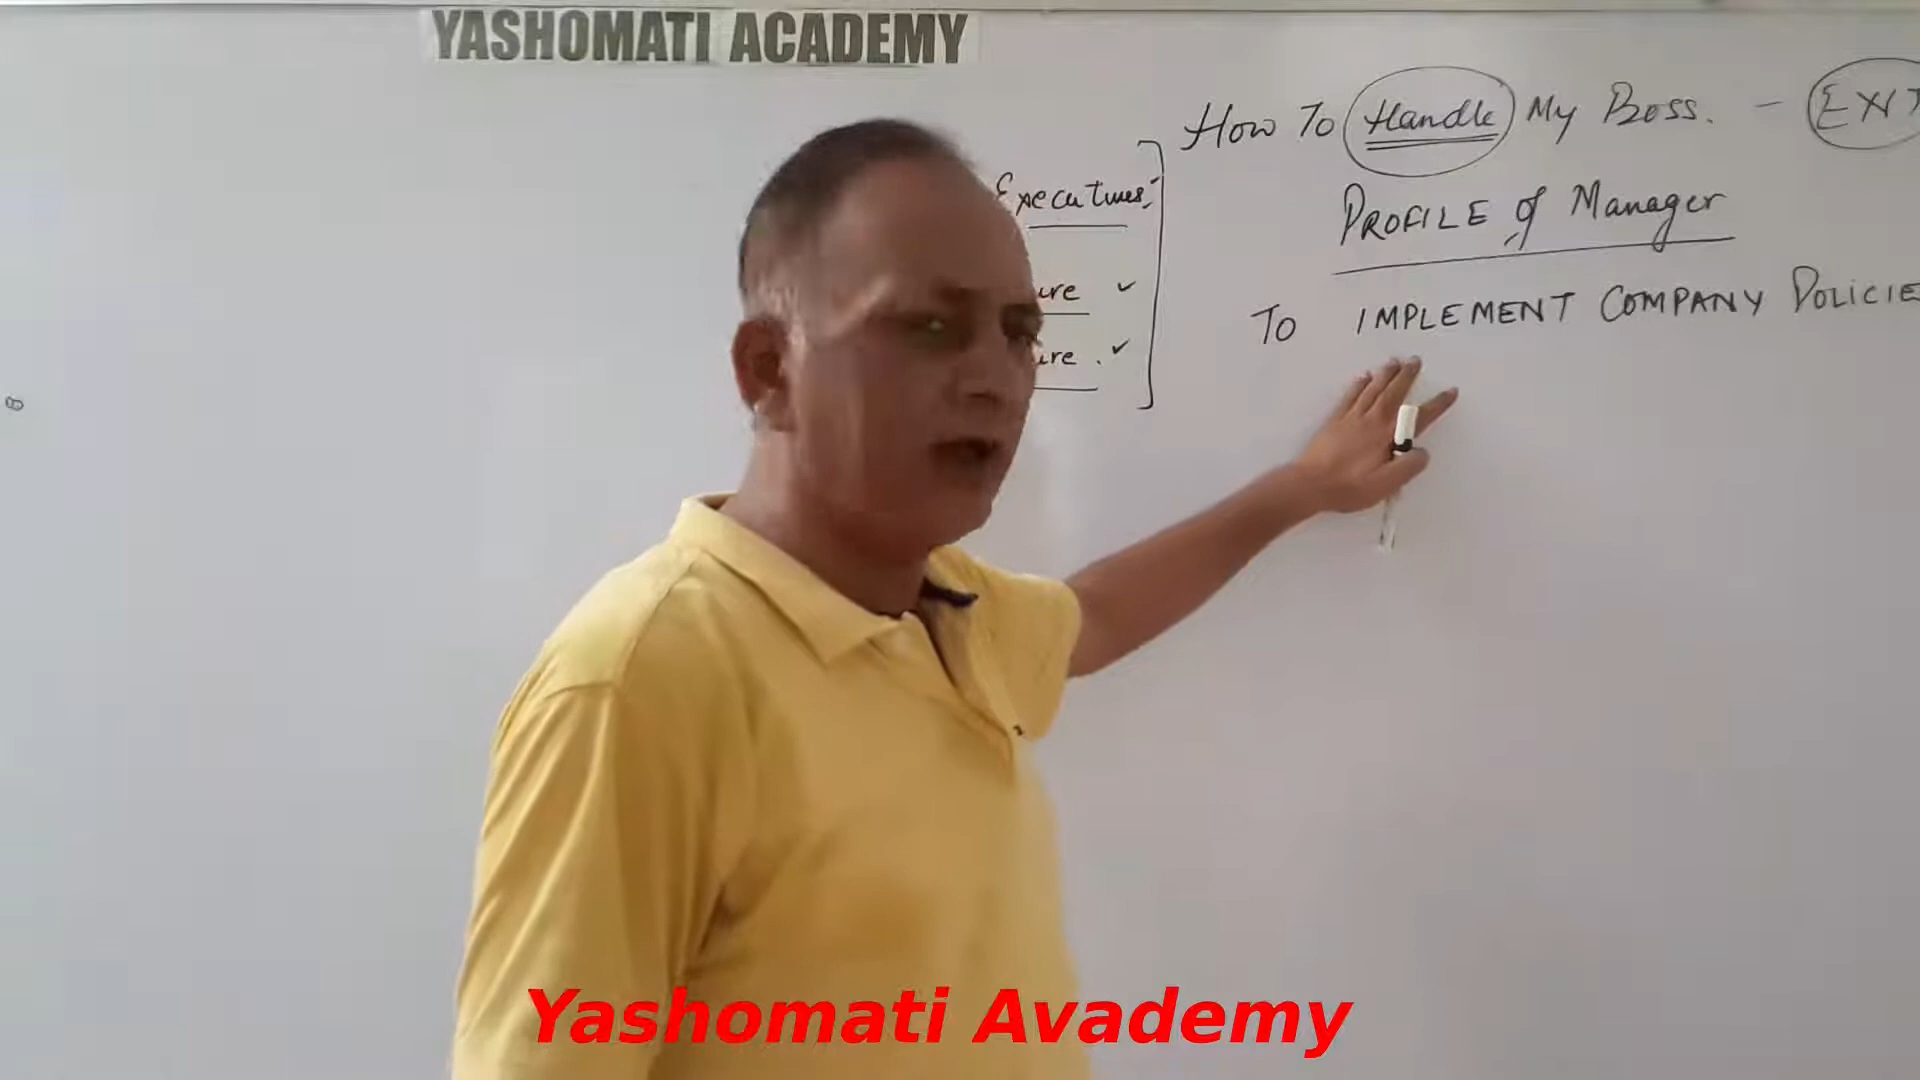 YASHOMATI ACADEMY
How To Handle My Boss. -
Executives,
PROFILE of Manager
ure ✓
To IMPLEMENT COMPANY POLICIE
ure. ✓
Yashomati Avademy